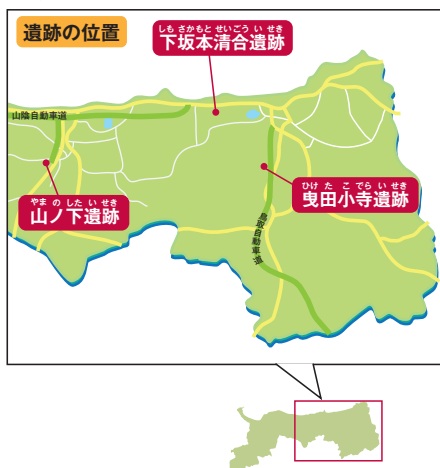 遺跡の位置
しも さかもと せいごう い せき
下坂本清合遺跡
山陰自動車道
やま の した い せき
山ノ下遺跡
ひけ た こ でら い せき
曳田小寺遺跡
鳥取自動車道